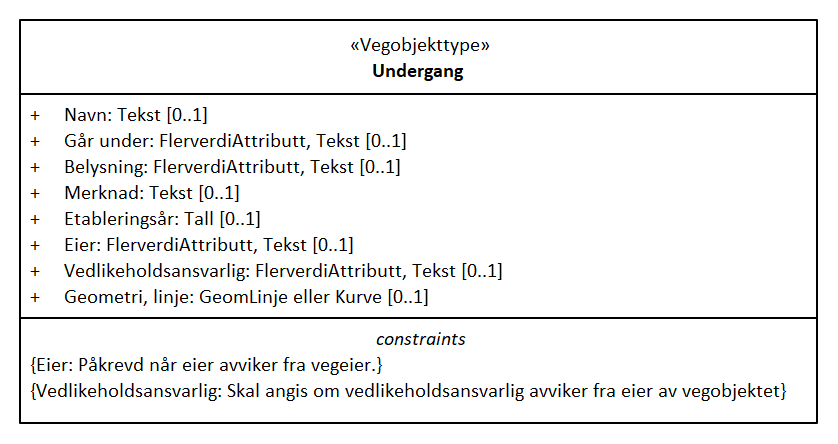 «Vegobjekttype»
Undergang
+ Navn: Tekst [0..1]
+ Går under: FlerverdiAttributt, Tekst [0..1]
+ Belysning: FlerverdiAttributt, Tekst [0..1]
+ Merknad: Tekst [0..1]
+ Etableringsår: Tall [0..1]
+ Eier: FlerverdiAttributt, Tekst [0..1]
+ Vedlikeholdsansvarlig: FlerverdiAttributt, Tekst [0..1]
+ Geometri, linje: GeomLinje eller Kurve [0..1]
constraints
{Eier: Påkrevd når eier avviker fra vegeier.}
{Vedlikeholdsansvarlig: Skal angis om vedlikeholdsansvarlig avviker fra eier av vegobjektet}